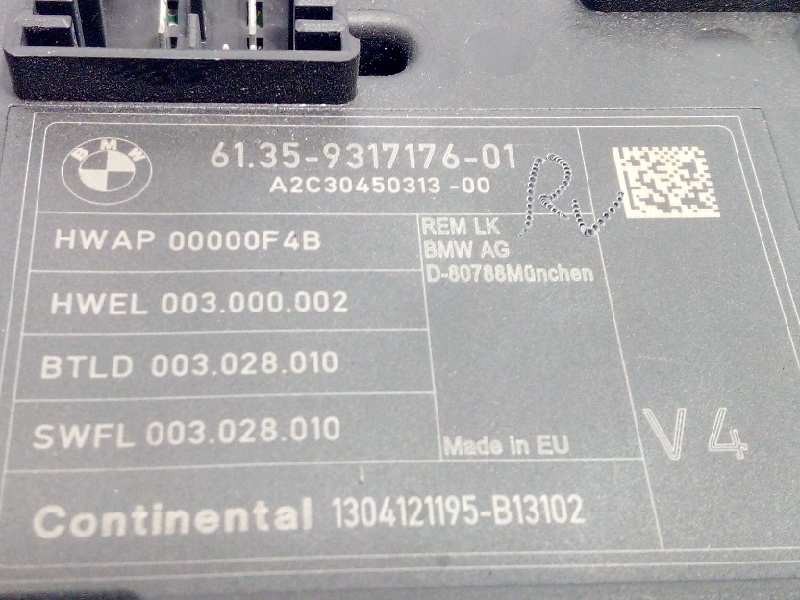 BMW
61.35-9317176-01
A2C30450313-00
HWAP 00000F4B
REM LK
BMW AG
D-80788München
HWEL 003.000.002
BTLD 003.028.010
SWFL 003.028.010
Made in EU
V4
Continental 1304121195-B13102